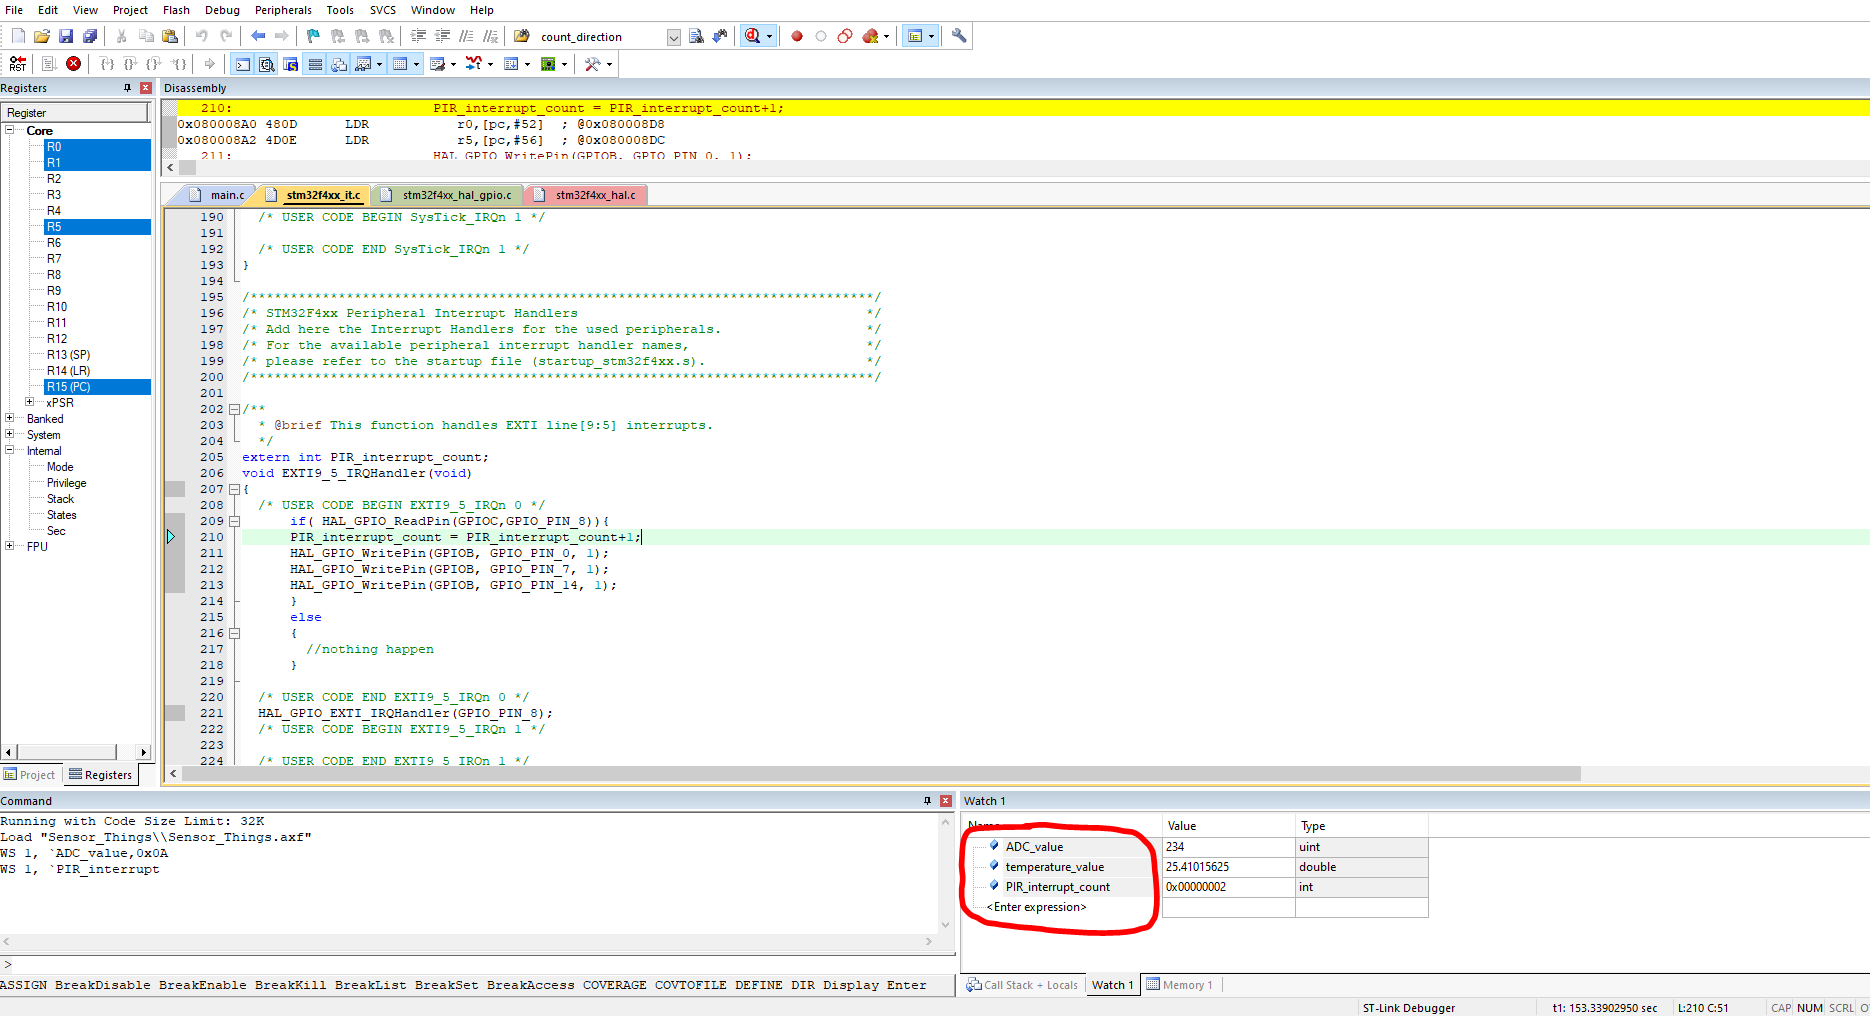 File Edit View Project Flash Debug Peripherals Tools SVCS Window Help
count_direction
RST
Registers
Disassembly
Register
Core
R0
R1
R2
R3
R4
R5
R6
R7
R8
R9
R10
R11
R12
R13 (SP)
R14 (LR)
R15 (PC)
xPSR
Banked
System
Internal
Mode
Privilege
Stack
States
Sec
FPU
Project Registers
210: PIR_interrupt_count = PIR_interrupt_count+1;
0x080008A0 480D LDR r0,[pc,#52] ; @0x080008D8
0x080008A2 4D0E LDR r5,[pc,#56] ; @0x080008DC
211: HAL_GPIO_WritePin(GPIOB, GPIO_PIN_0, 1);
main.c stm32f4xx_it.c stm32f4xx_hal_gpio.c stm32f4xx_hal.c
190 /* USER CODE BEGIN SysTick_IRQn 1 */
191
192 /* USER CODE END SysTick_IRQn 1 */
193 }
194
195 /******************************************************************************/
196 /* STM32F4xx Peripheral Interrupt Handlers */
197 /* Add here the Interrupt Handlers for the used peripherals. */
198 /* For the available peripheral interrupt handler names, */
199 /* please refer to the startup file (startup_stm32f4xx.s). */
200 /******************************************************************************/
201
202 /**
203 * @brief This function handles EXTI line[9:5] interrupts.
204 */
205 extern int PIR_interrupt_count;
206 void EXTI9_5_IRQHandler(void)
207 {
208 /* USER CODE BEGIN EXTI9_5_IRQn 0 */
209 if( HAL_GPIO_ReadPin(GPIOC,GPIO_PIN_8)){
210 PIR_interrupt_count = PIR_interrupt_count+1;
211 HAL_GPIO_WritePin(GPIOB, GPIO_PIN_0, 1);
212 HAL_GPIO_WritePin(GPIOB, GPIO_PIN_7, 1);
213 HAL_GPIO_WritePin(GPIOB, GPIO_PIN_14, 1);
214 }
215 else
216 {
217 //nothing happen
218 }
219
220 /* USER CODE END EXTI9_5_IRQn 0 */
221 HAL_GPIO_EXTI_IRQHandler(GPIO_PIN_8);
222 /* USER CODE BEGIN EXTI9_5_IRQn 1 */
223
224 /* USER CODE END EXTI9_5_IRQn 1 */
Command
Running with Code Size Limit: 32K
Load "Sensor_Things\\Sensor_Things.axf"
WS 1, `ADC_value,0x0A
WS 1, `PIR_interrupt
>
ASSIGN BreakDisable BreakEnable BreakKill BreakList BreakSet BreakAccess COVERAGE COVTOFILE DEFINE DIR Display Enter
Watch 1
Name Value Type
ADC_value 234 uint
temperature_value 25.41015625 double
PIR_interrupt_count 0x00000002 int
<Enter expression>
Call Stack + Locals Watch 1 Memory 1
ST-Link Debugger t1: 153.33902950 sec L:210 C:51 CAP NUM SCRL